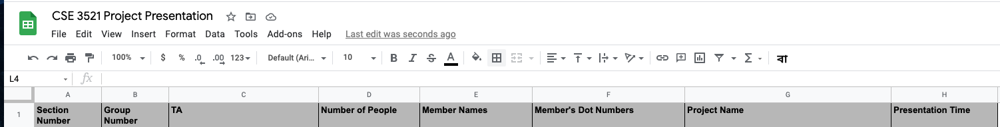 CSE 3521 Project Presentation
File Edit View Insert Format Data Tools Add-ons Help Last edit was seconds ago
100% $ % .0 .00 123 Default (Ari... 10 B I S A Σ বা
L4 fx
A B C D E F G H
1 Section Number Group Number TA Number of People Member Names Member's Dot Numbers Project Name Presentation Time